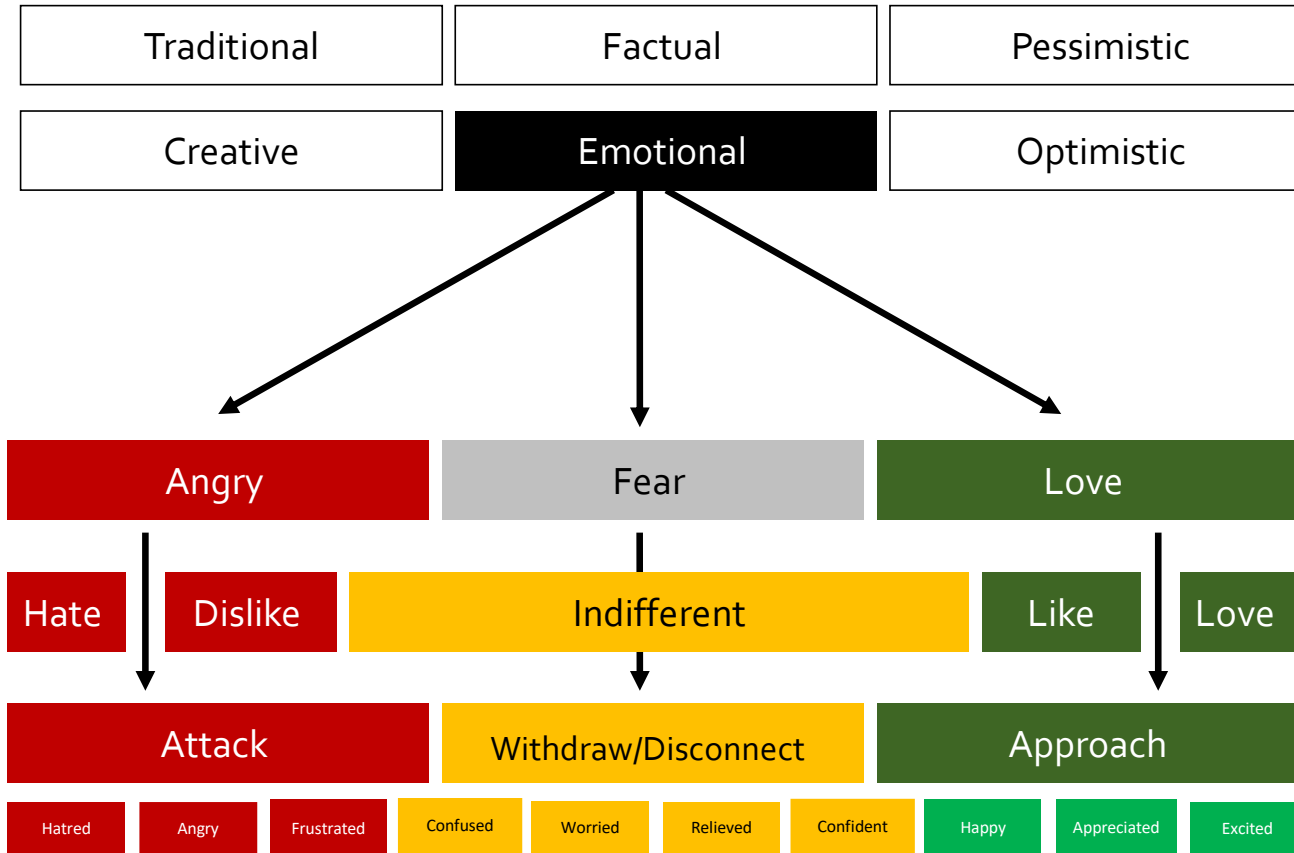 Traditional
Factual
Pessimistic
Creative
Emotional
Optimistic
Angry
Fear
Love
Hate
Dislike
Indifferent
Like
Love
Attack
Withdraw/Disconnect
Approach
Hatred
Angry
Frustrated
Confused
Worried
Relieved
Confident
Happy
Appreciated
Excited